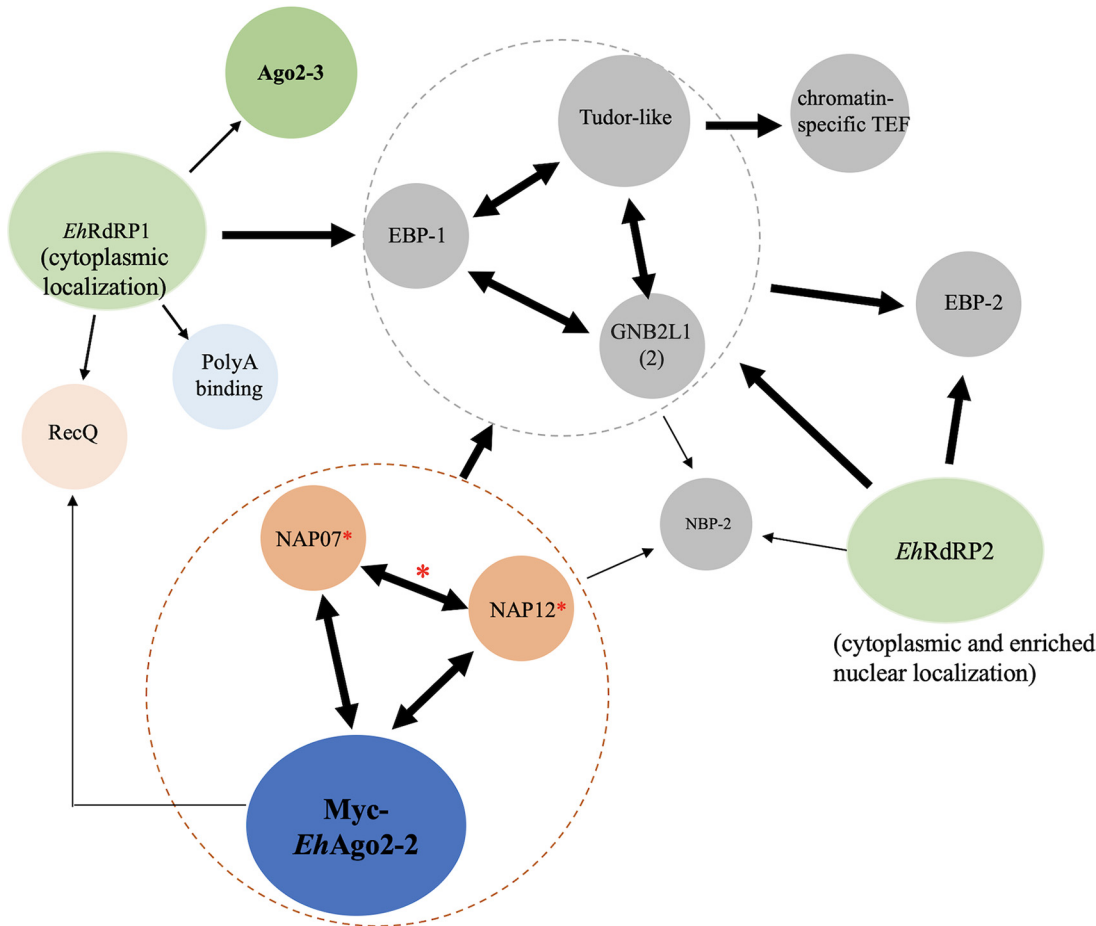 Ago2-3
Tudor-like
chromatin-
specific TEF
EhRdRP1
(cytoplasmic
localization)
EBP-1
EBP-2
GNB2L1
(2)
PolyA
binding
RecQ
NAP07*
*
NAP12*
NBP-2
EhRdRP2
(cytoplasmic and enriched
nuclear localization)
Myc-
EhAgo2-2